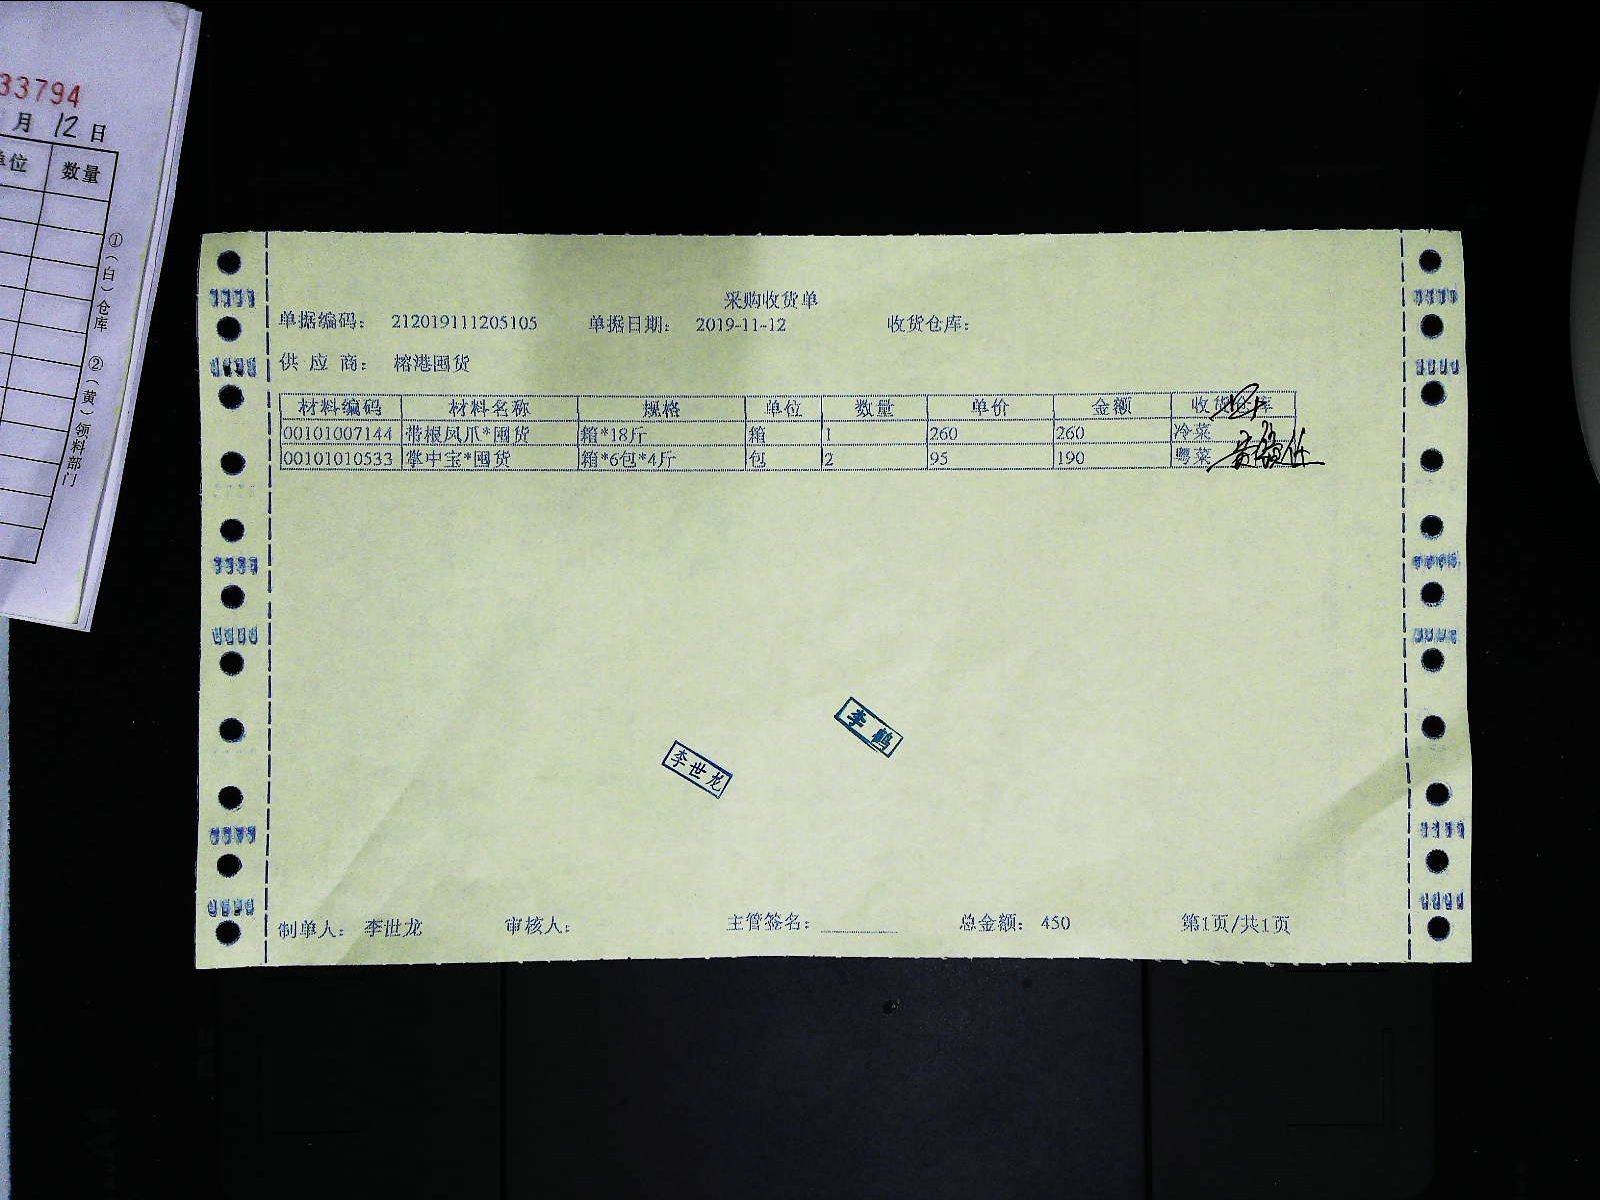 33794
月 12 日
单位 数量
①(白)仓库 ②(黄)领料部门
采购收货单
单据编码: 212019111205105 单据日期: 2019-11-12 收货仓库:
供 应 商: 榕港囤货
材料编码 材料名称 规格 单位 数量 单价 金额 收货仓库
00101007144 带根凤爪*囤货 箱*18斤 箱 1 260 260 冷菜
00101010533 掌中宝*囤货 箱*6包*4斤 包 2 95 190 粤菜
李鹤
李世龙
制单人: 李世龙 审核人: 主管签名: 总金额: 450 第1页/共1页